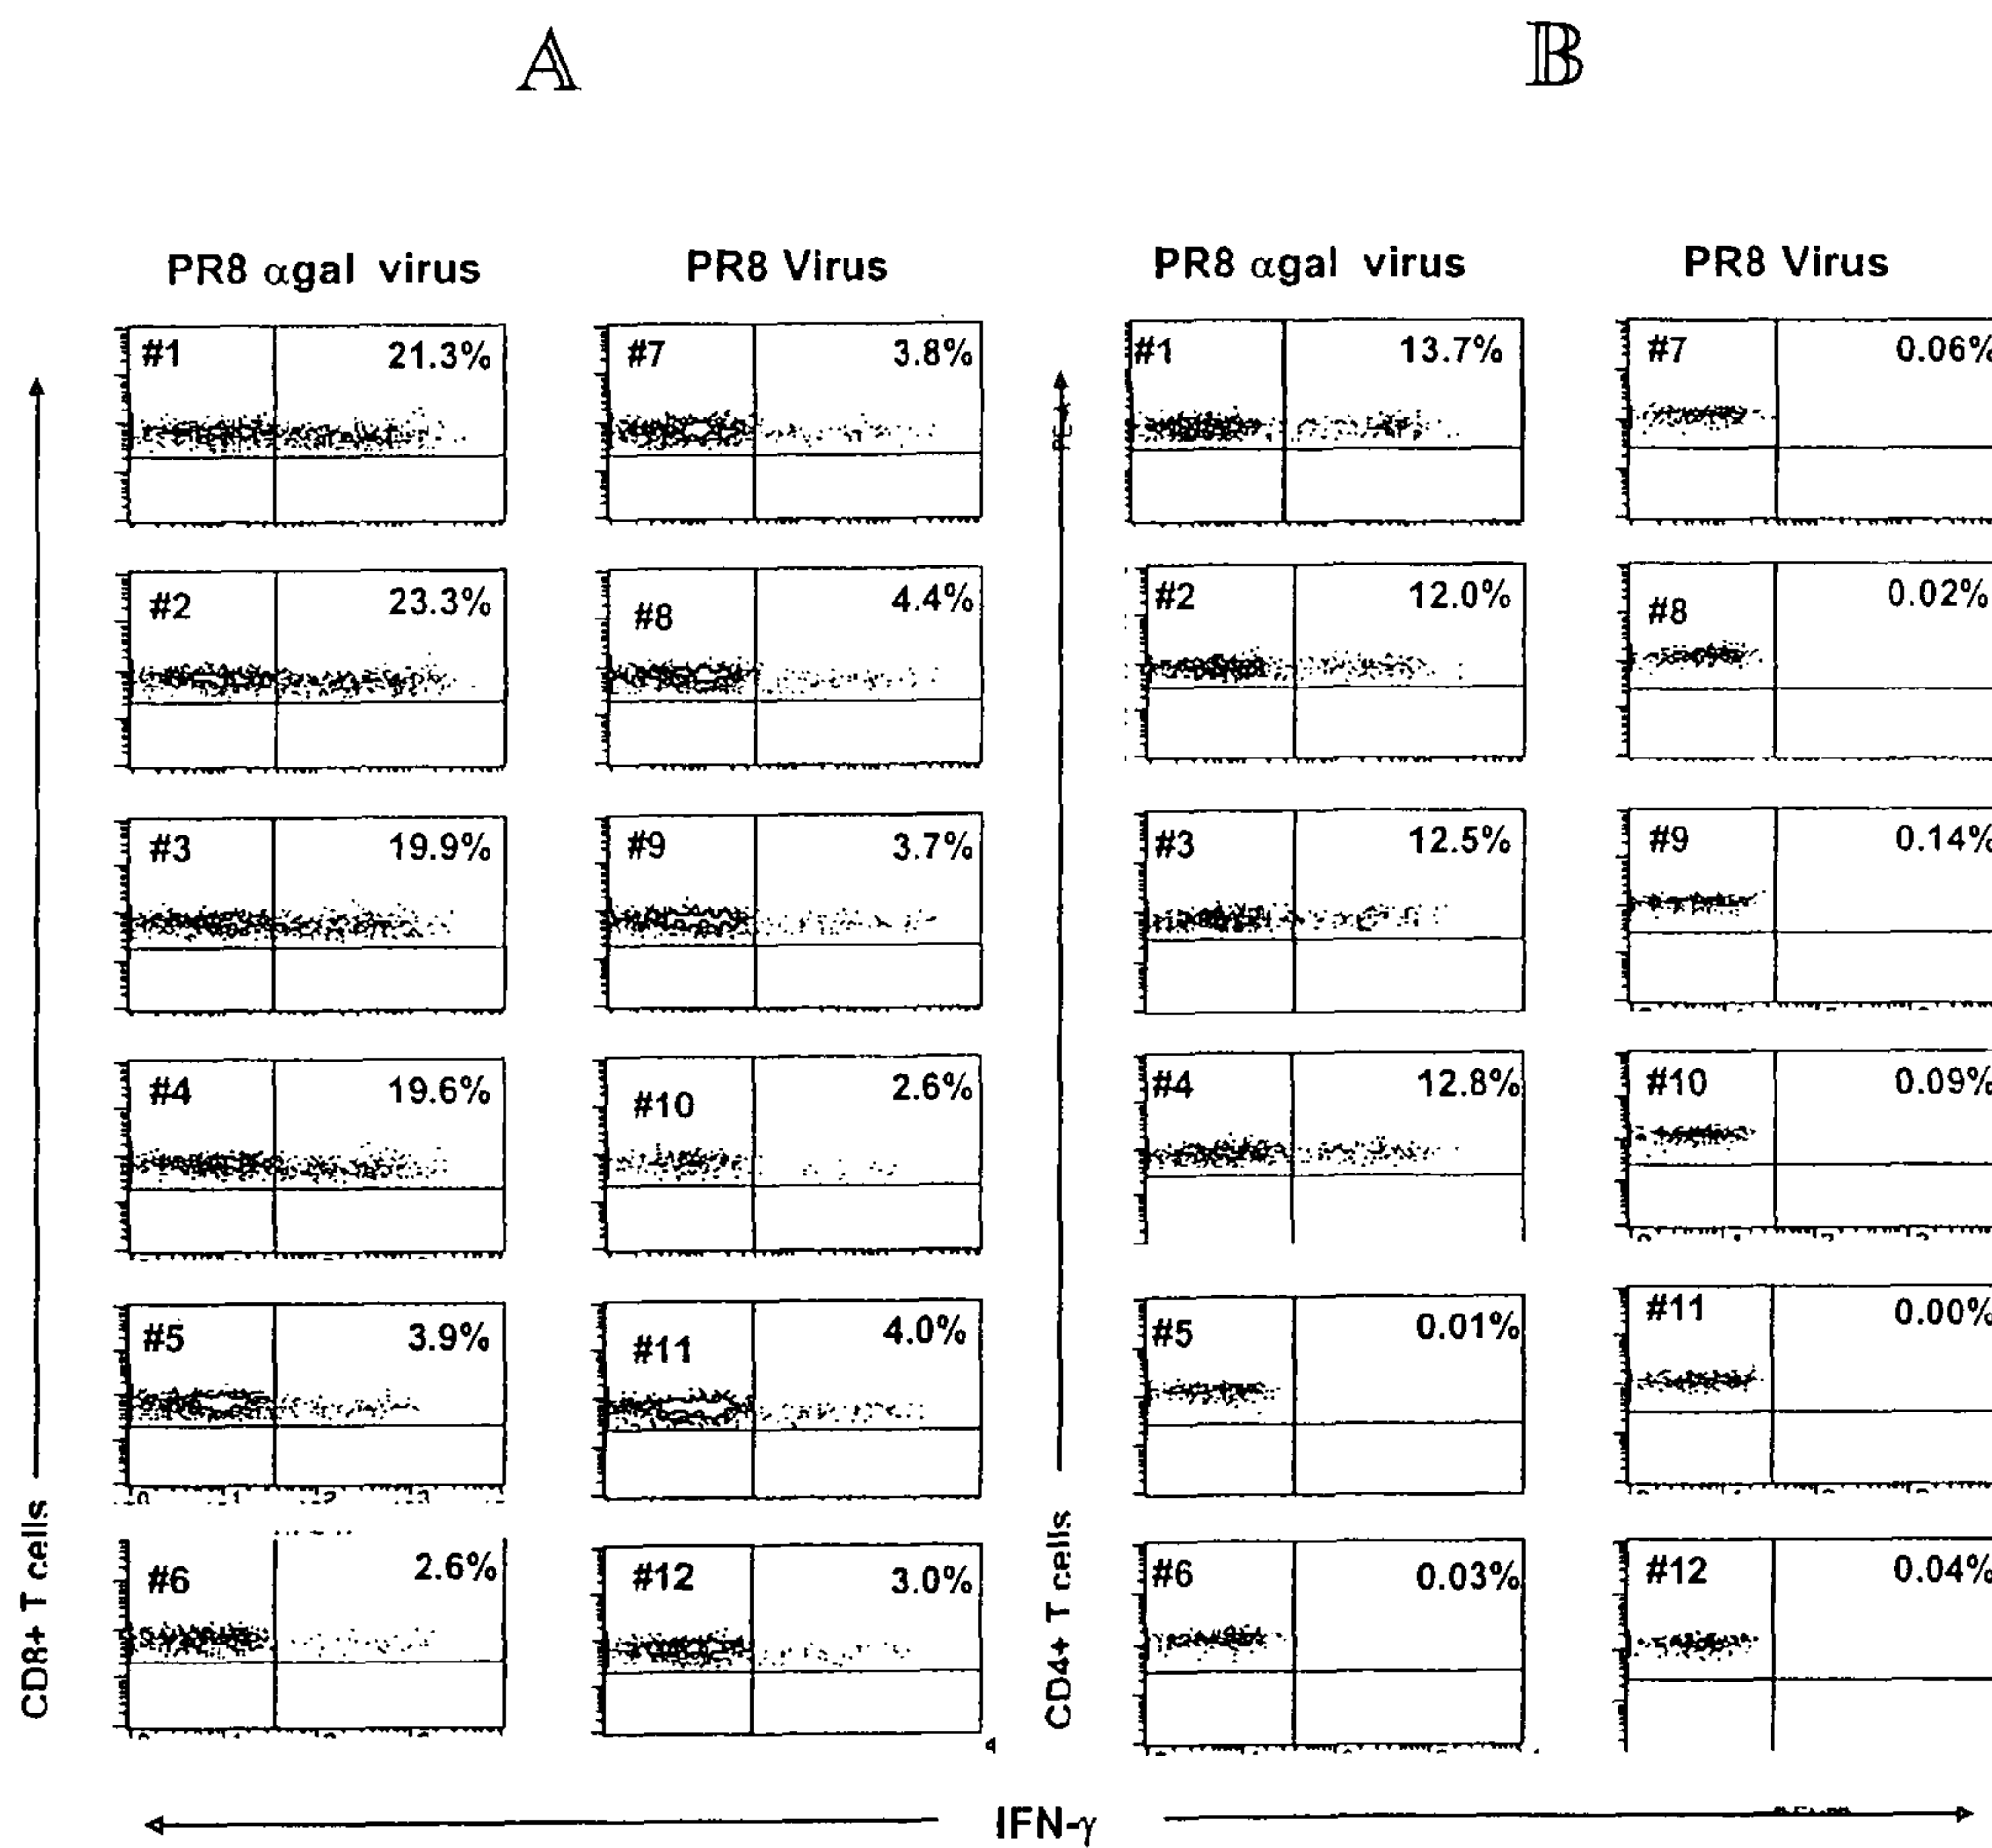 A
B
PR8 αgal virus
PR8 Virus
PR8 αgal virus
PR8 Virus
#1 21.3%
#7 3.8%
#1 13.7%
#7 0.06%
#2 23.3%
#8 4.4%
#2 12.0%
#8 0.02%
#3 19.9%
#9 3.7%
#3 12.5%
#9 0.14%
#4 19.6%
#10 2.6%
#4 12.8%
#10 0.09%
#5 3.9%
#11 4.0%
#5 0.01%
#11 0.00%
#6 2.6%
#12 3.0%
#6 0.03%
#12 0.04%
CD8+ T cells
CD4+ T cells
IFN-γ